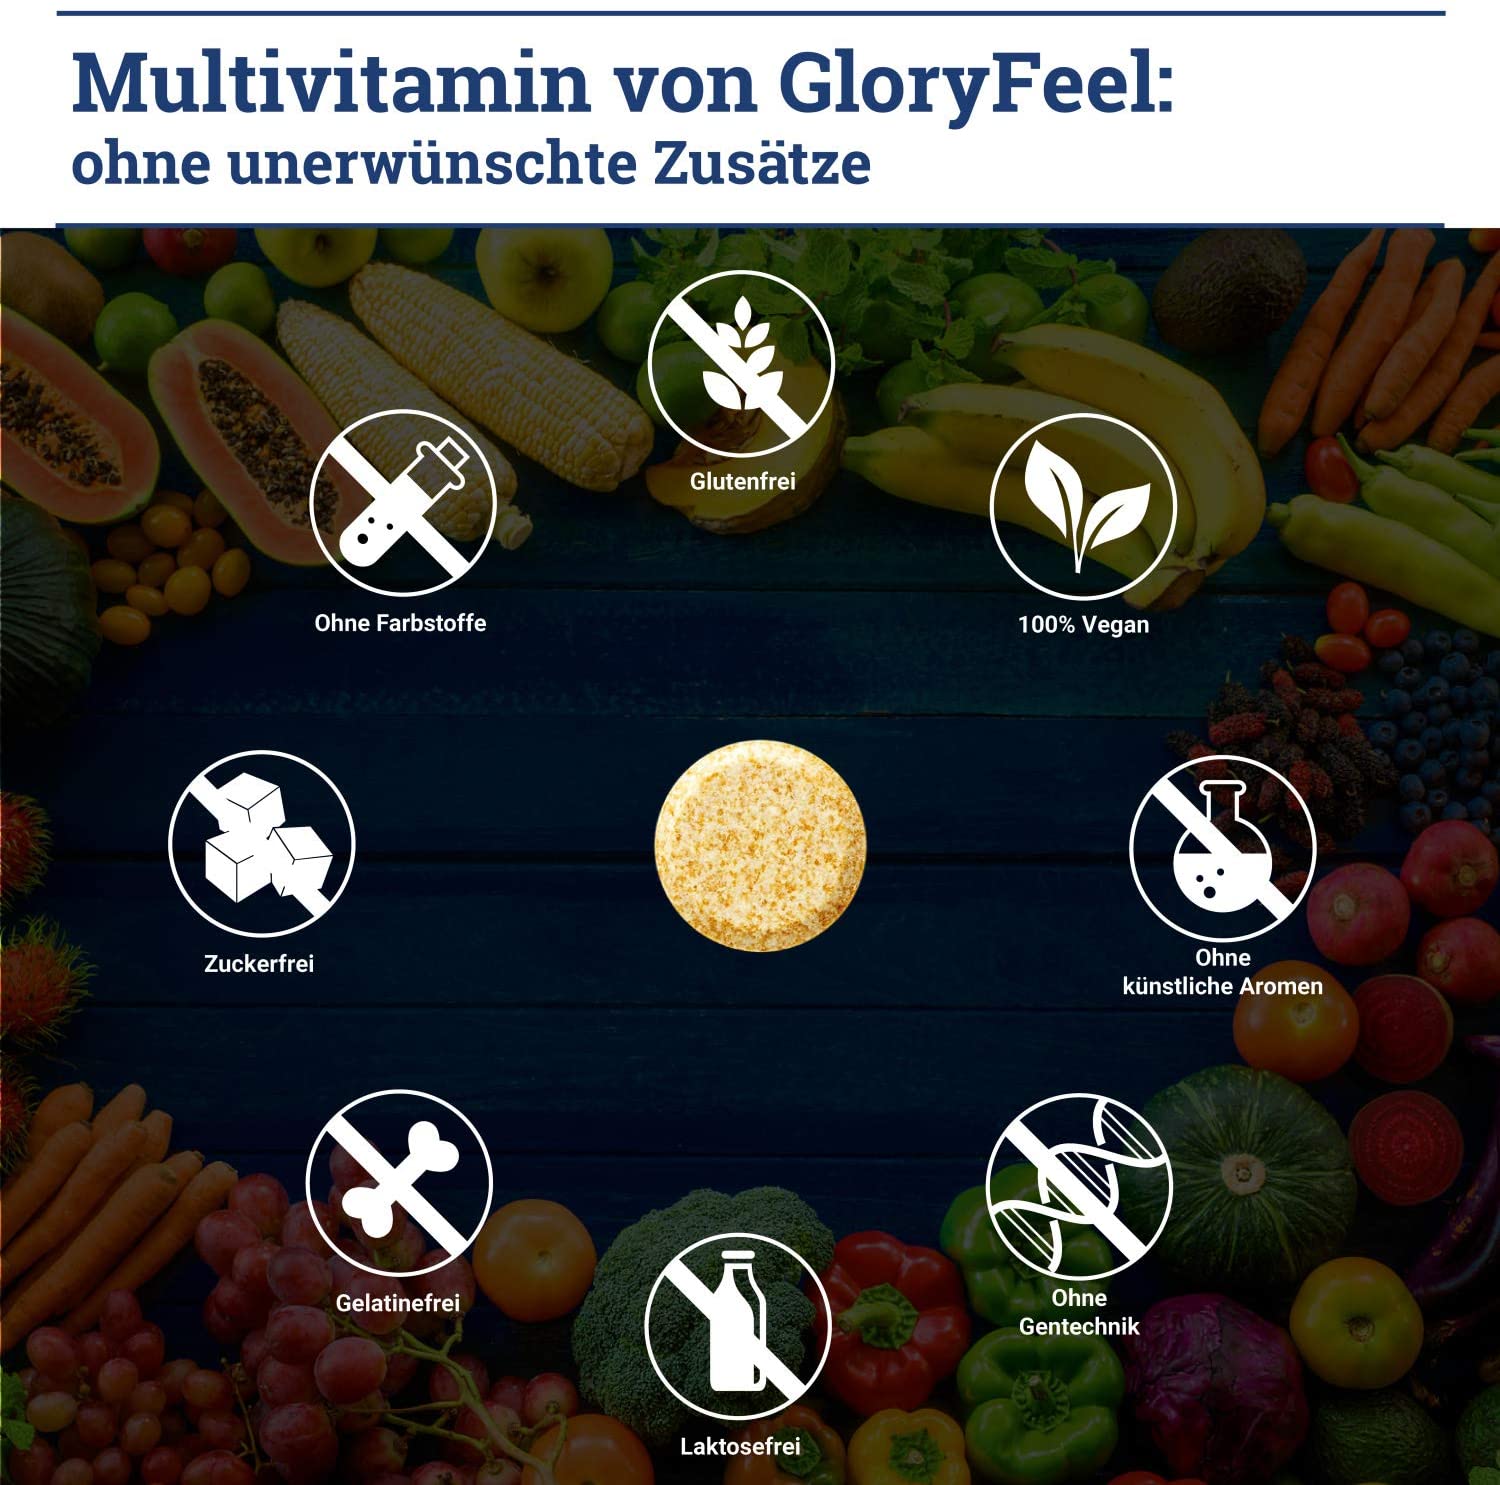 Multivitamin von GloryFeel:
ohne unerwünschte Zusätze
Glutenfrei
Ohne Farbstoffe
100% Vegan
Zuckerfrei
Ohne
künstliche Aromen
Gelatinefrei
Ohne
Gentechnik
Laktosefrei